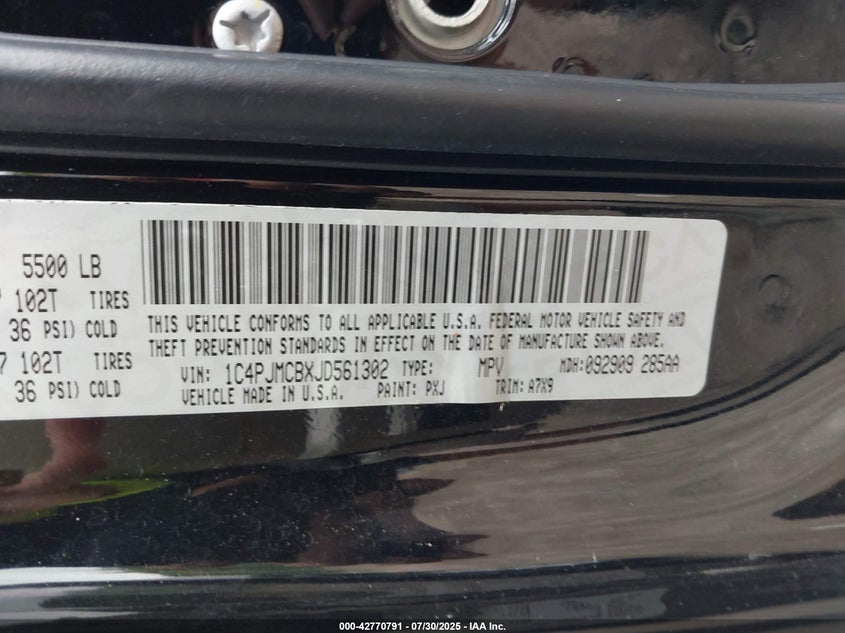 5500 LB
102T TIRES
36 PSI) COLD
7 102T TIRES
36 PSI) COLD
THIS VEHICLE CONFORMS TO ALL APPLICABLE U.S.A. FEDERAL MOTOR VEHICLE SAFETY AND
THEFT PREVENTION STANDARDS IN EFFECT ON THE DATE OF MANUFACTURE SHOWN ABOVE.
VIN: 1C4PJMCBXJD561302 TYPE: MPV MDH:092909 285AA
VEHICLE MADE IN U.S.A. PAINT: PXJ TRIM: A7X9
000-42770791 - 07/30/2025 - IAA Inc.